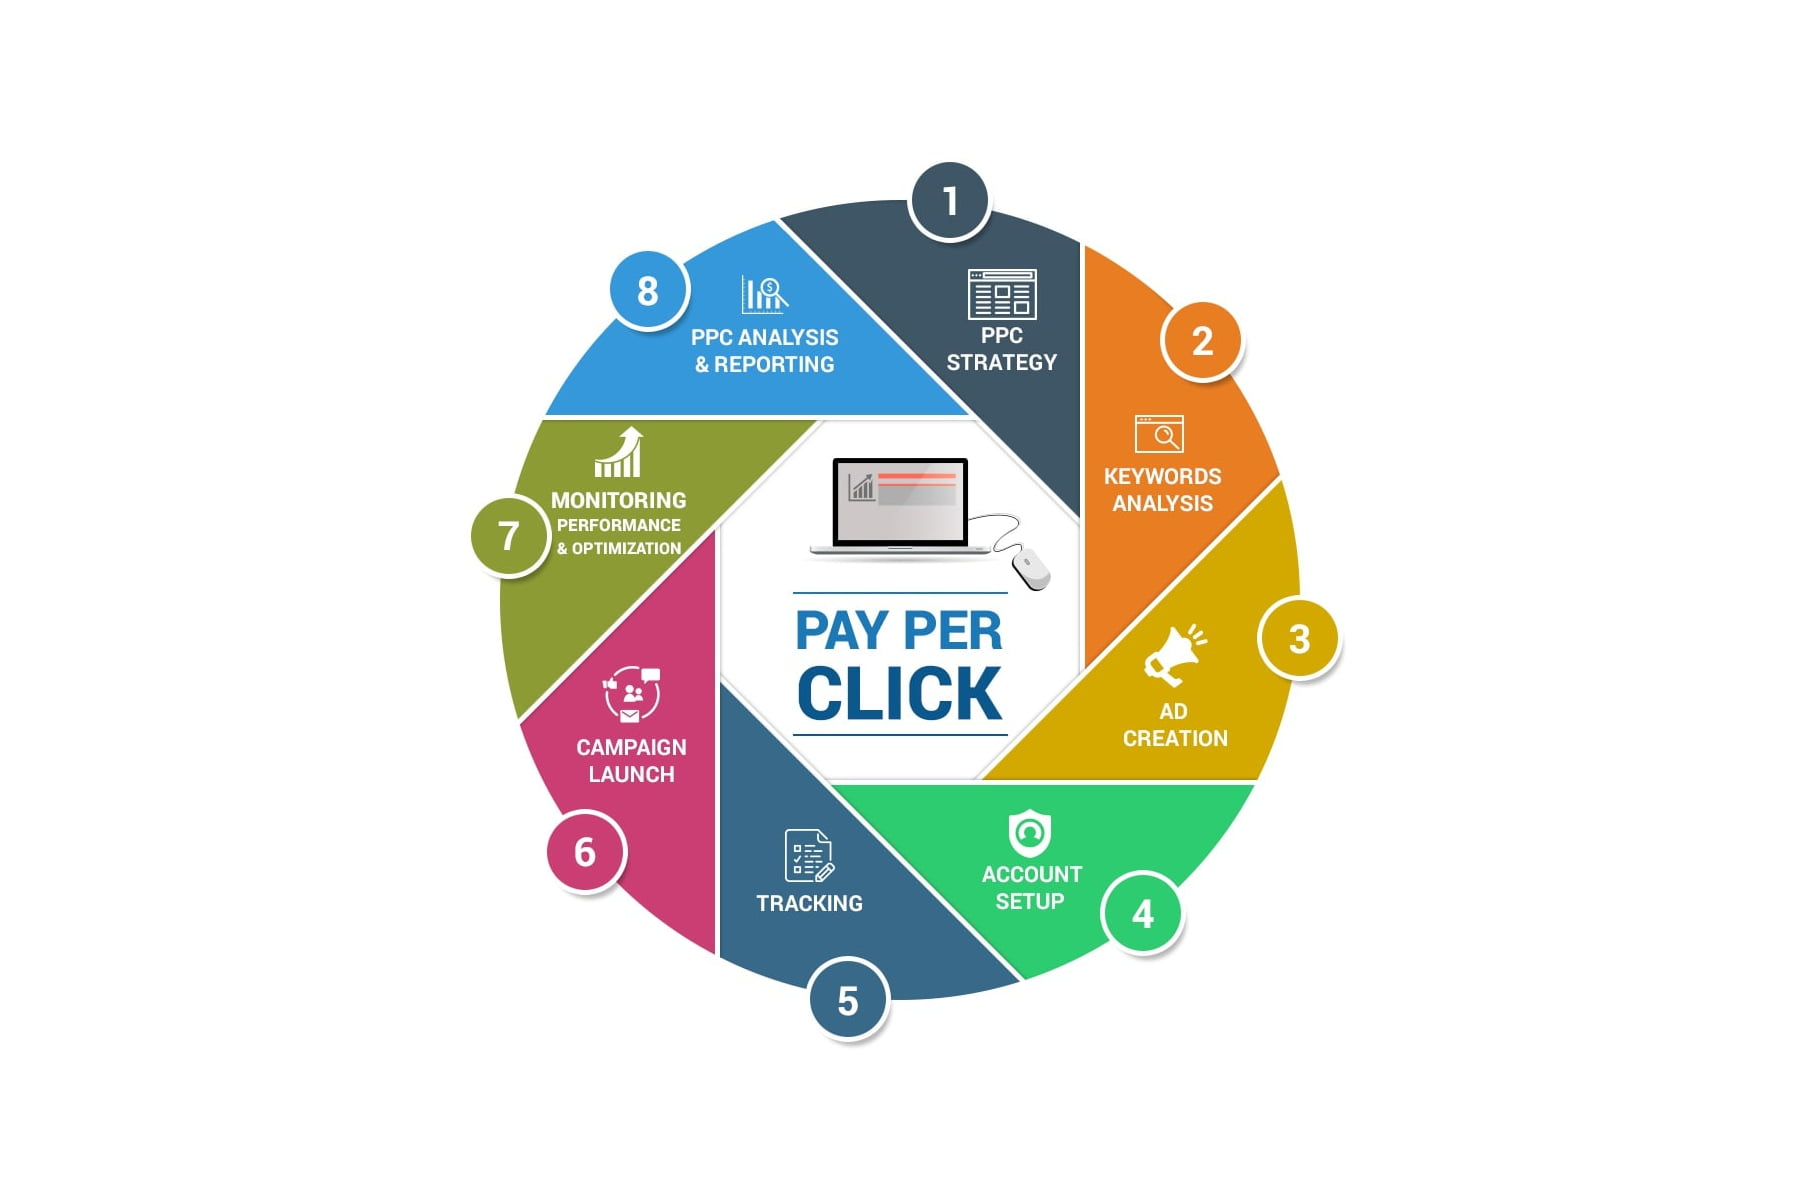 1
PPC
STRATEGY
2
KEYWORDS
ANALYSIS
3
AD
CREATION
4
ACCOUNT
SETUP
5
TRACKING
6
CAMPAIGN
LAUNCH
7
MONITORING
PERFORMANCE
& OPTIMIZATION
8
PPC ANALYSIS
& REPORTING
$
PAY PER
CLICK